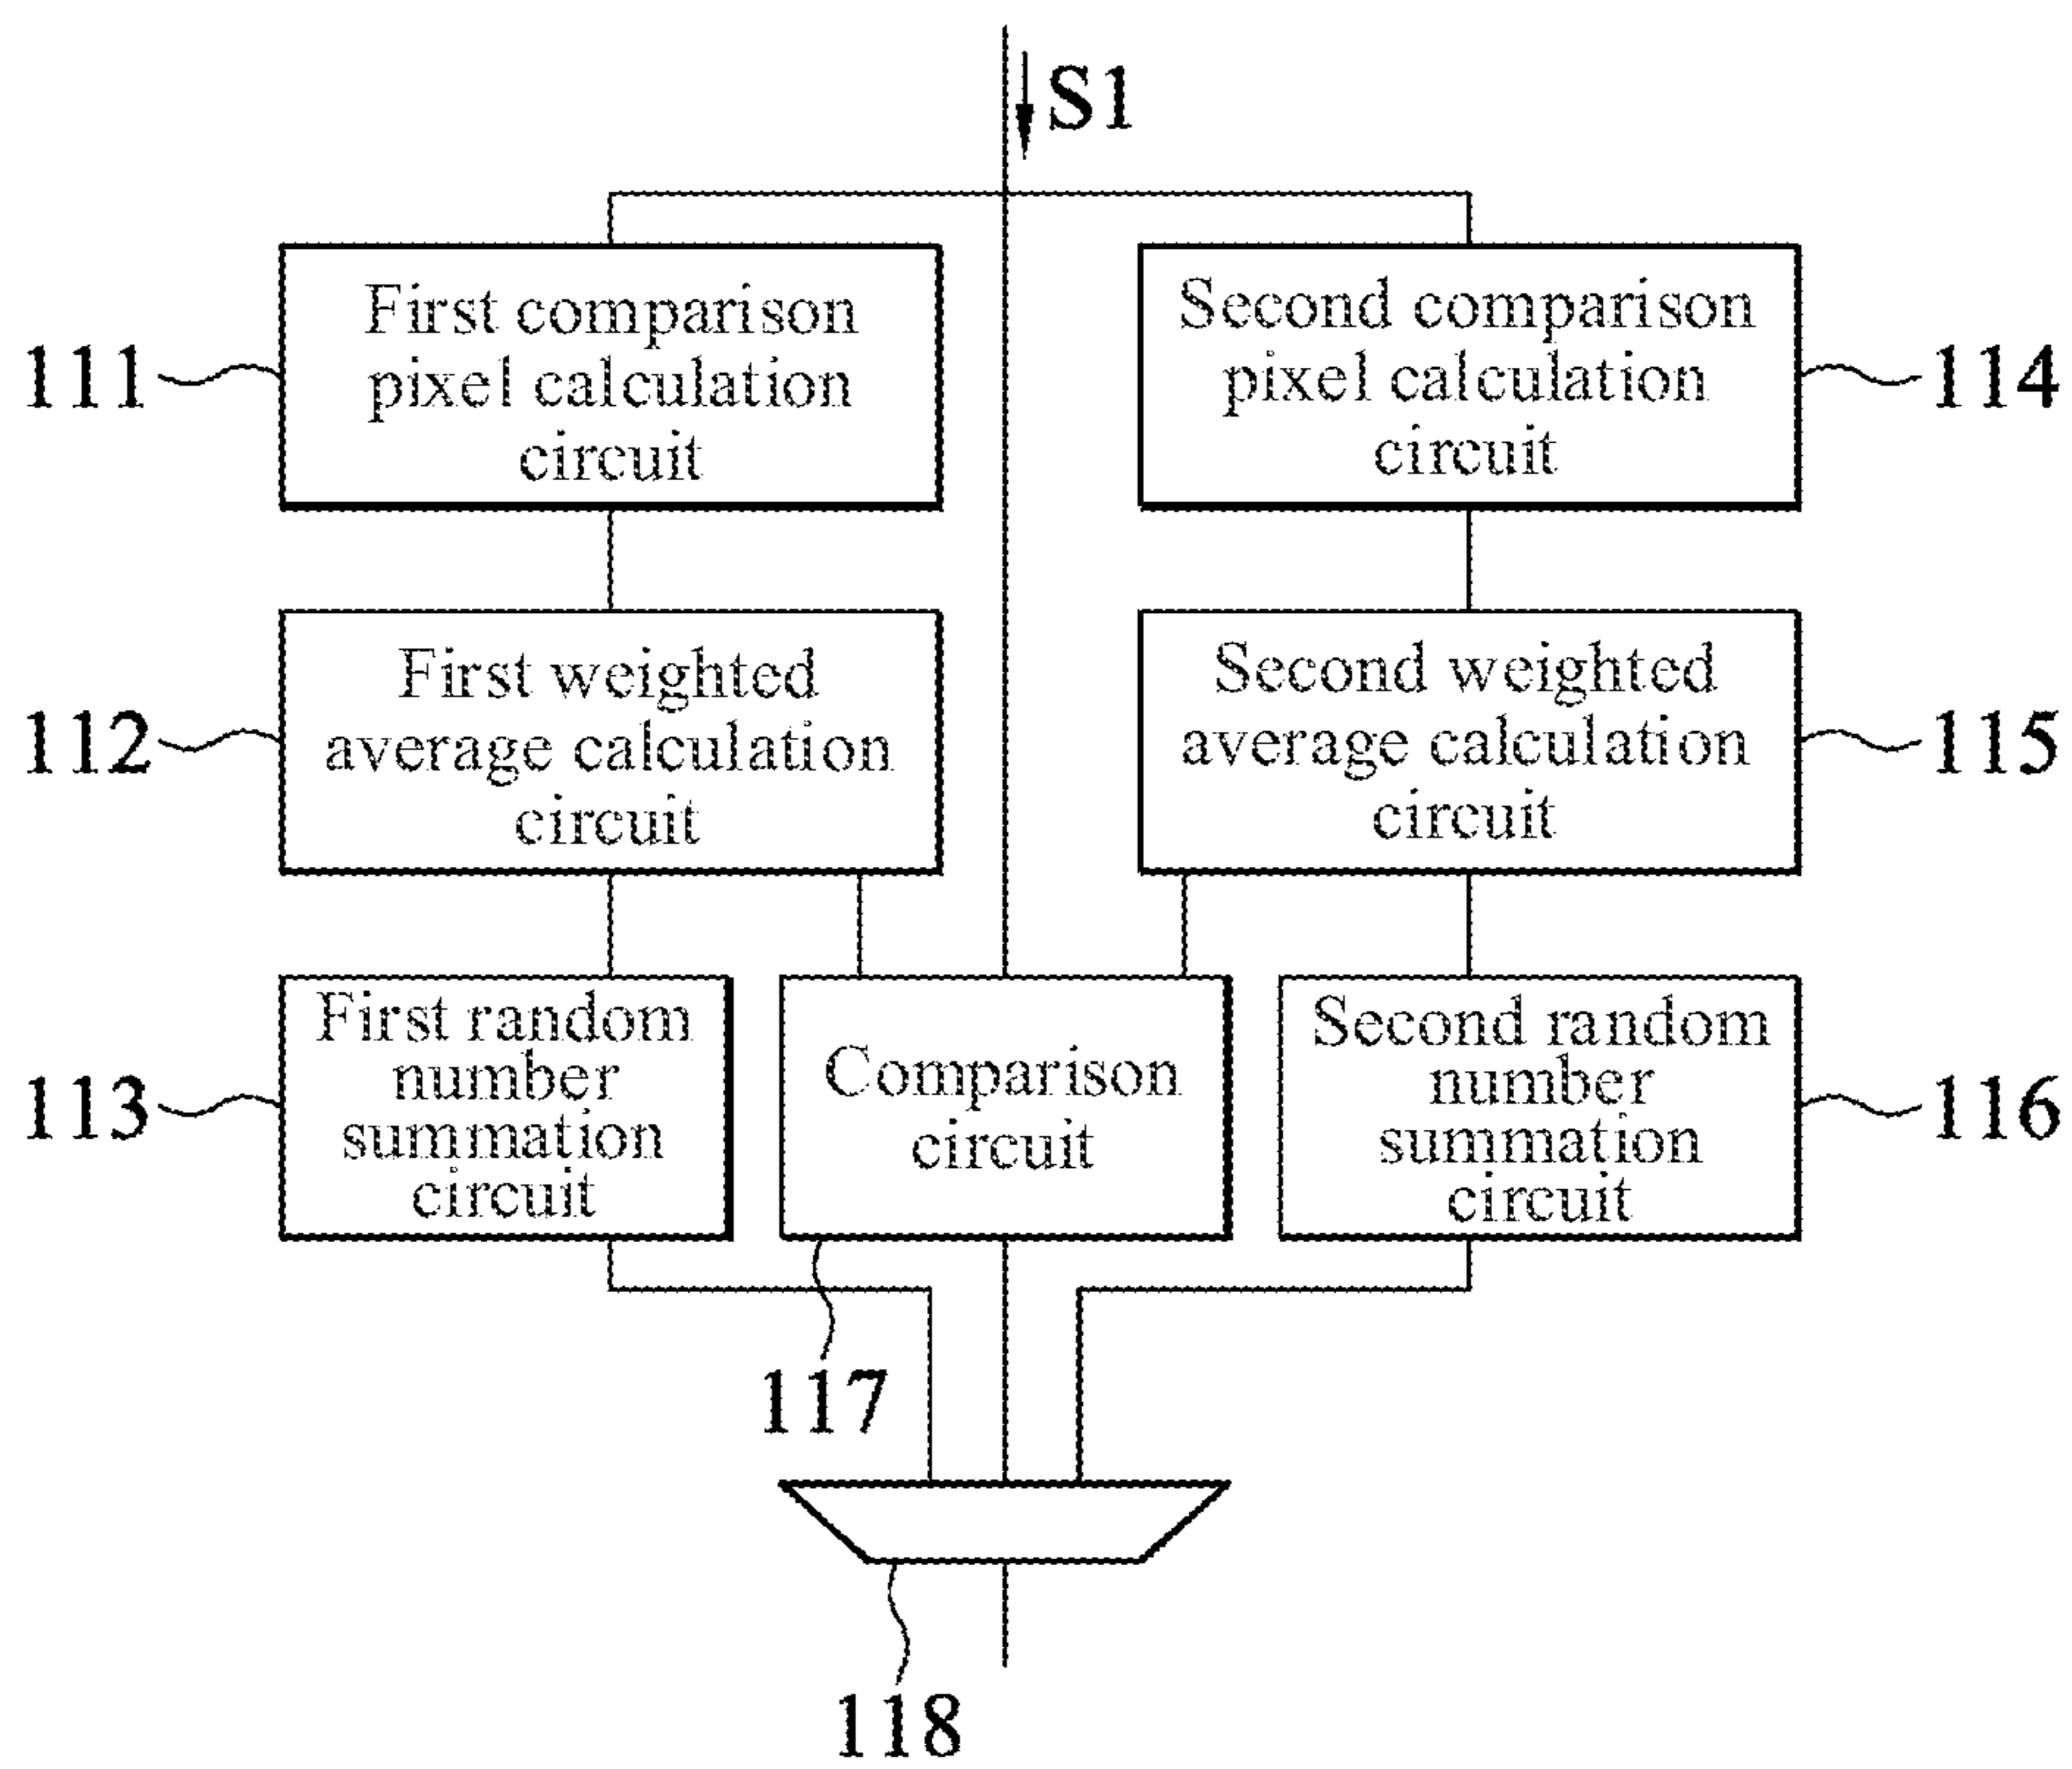 S1
First comparison
pixel calculation
circuit
111
Second comparison
pixel calculation
circuit
114
First weighted
average calculation
circuit
112
Second weighted
average calculation
circuit
115
First random
number
summation
circuit
113
Comparison
circuit
117
Second random
number
summation
circuit
116
118